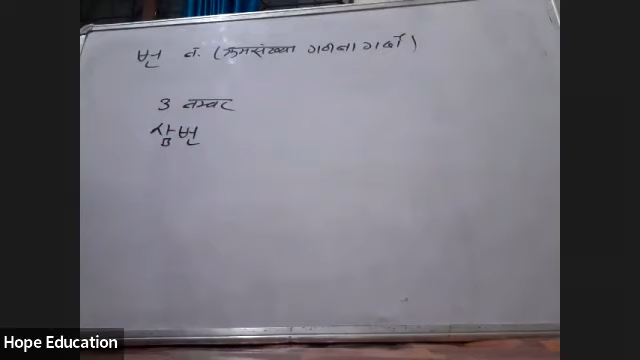 번 नं. (क्रमसंख्या गणना गर्दा)
3 नम्बर
삼번
Hope Education